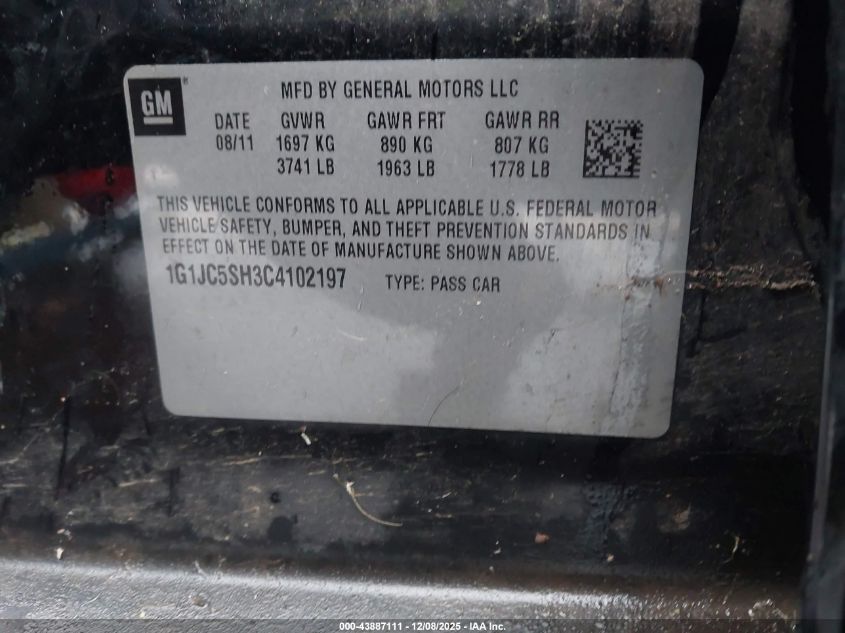 GM ®
MFD BY GENERAL MOTORS LLC
DATE GVWR GAWR FRT GAWR RR
08/11 1697 KG 890 KG 807 KG
3741 LB 1963 LB 1778 LB
THIS VEHICLE CONFORMS TO ALL APPLICABLE U.S. FEDERAL MOTOR
VEHICLE SAFETY, BUMPER, AND THEFT PREVENTION STANDARDS IN
EFFECT ON THE DATE OF MANUFACTURE SHOWN ABOVE.
1G1JC5SH3C4102197 TYPE: PASS CAR
000-43887111 - 12/08/2025 - IAA Inc.